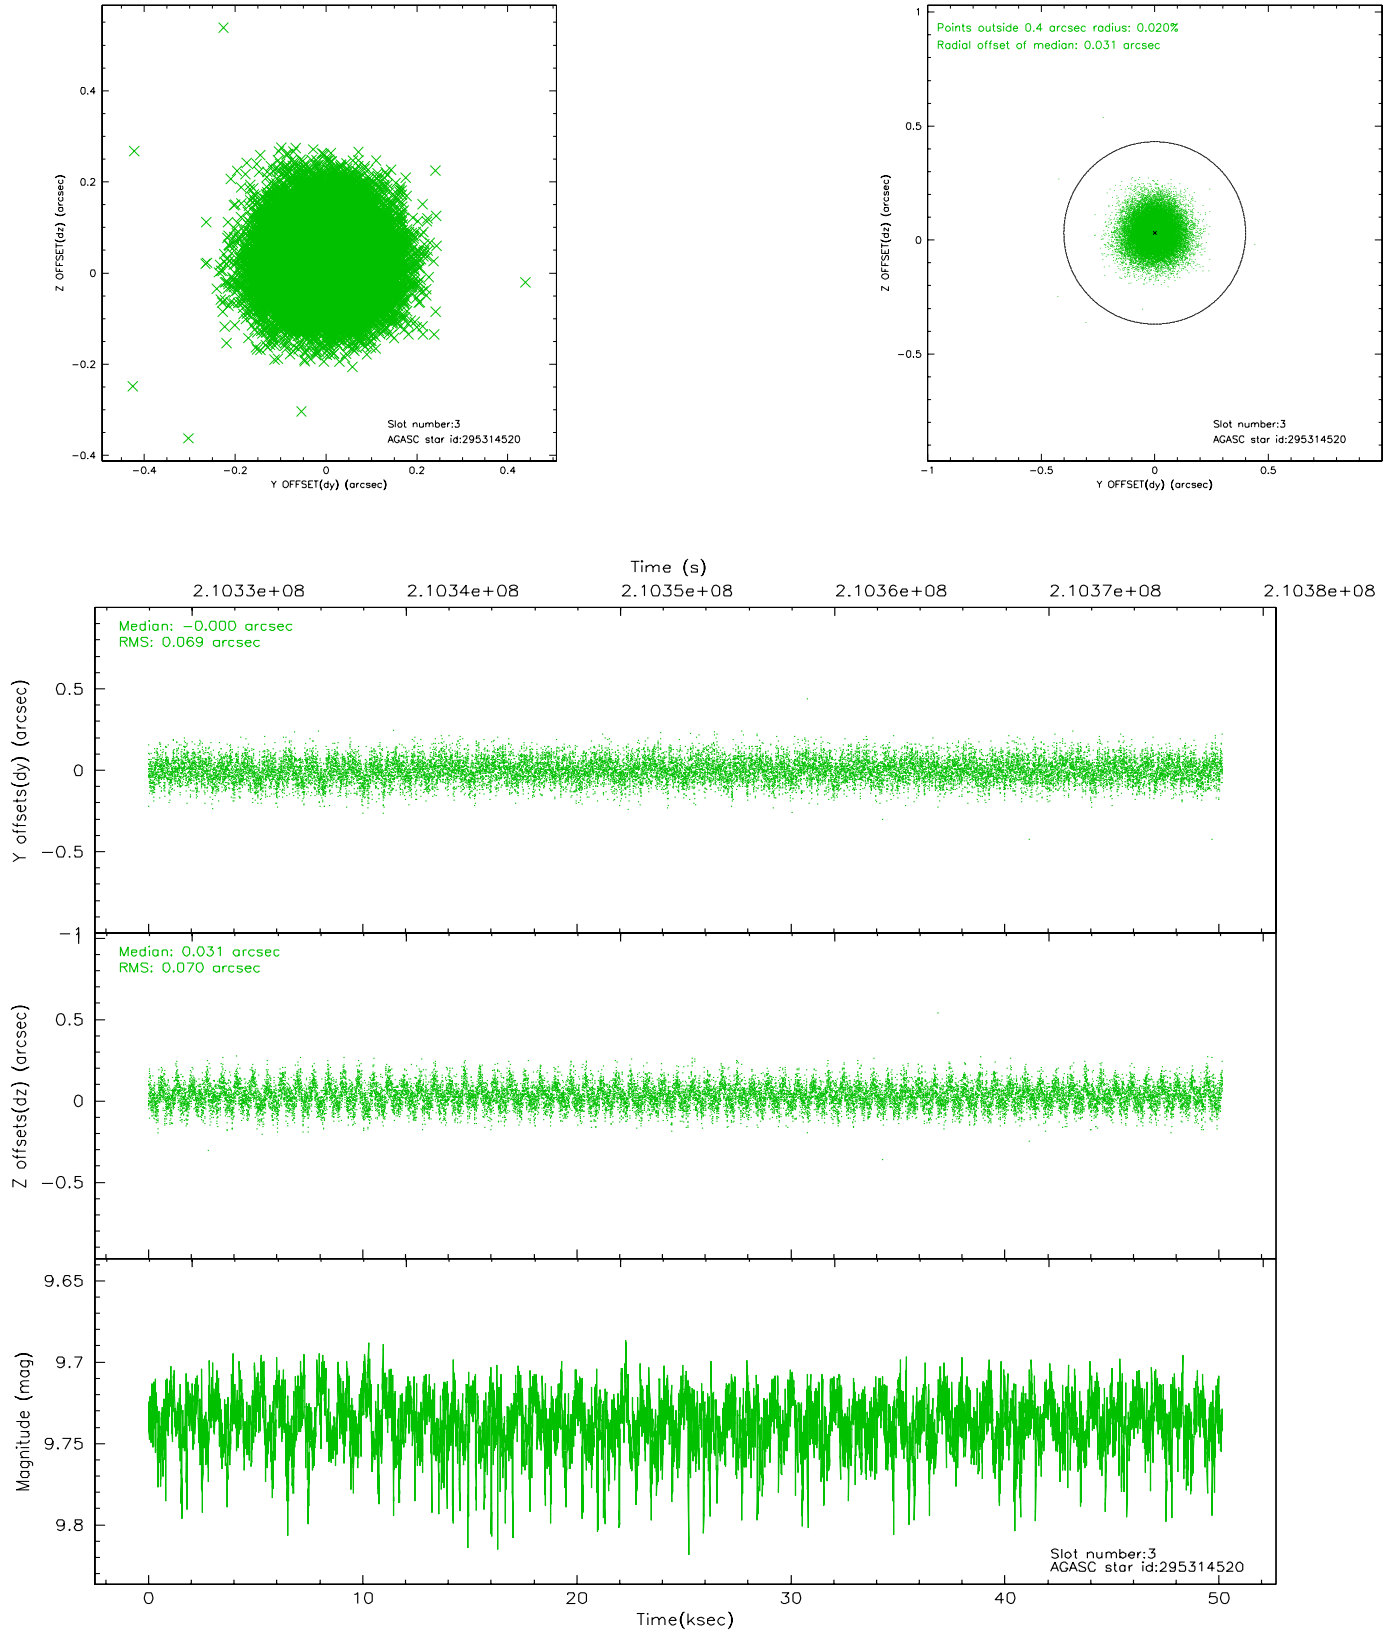 Z OFFSET(dz) (arcsec)
0.4
0.2
0
-0.2
-0.4
-0.4
-0.2
0
0.2
0.4
Y OFFSET(dy) (arcsec)
Slot number:3
AGASC star id:295314520
Points outside 0.4 arcsec radius: 0.020%
Radial offset of median: 0.031 arcsec
Z OFFSET(dz) (arcsec)
1
0.5
0
-0.5
-1
-0.5
0
0.5
Y OFFSET(dy) (arcsec)
Slot number:3
AGASC star id:295314520
Time (s)
2.1033e+08
2.1034e+08
2.1035e+08
2.1036e+08
2.1037e+08
2.1038e+08
Median: -0.000 arcsec
RMS: 0.069 arcsec
Y offsets(dy) (arcsec)
0.5
0
-0.5
-1
Median: 0.031 arcsec
RMS: 0.070 arcsec
Z offsets(dz) (arcsec)
1
0.5
0
-0.5
Magnitude (mag)
9.65
9.7
9.75
9.8
Slot number:3
AGASC star id:295314520
0
10
20
30
40
50
Time(ksec)